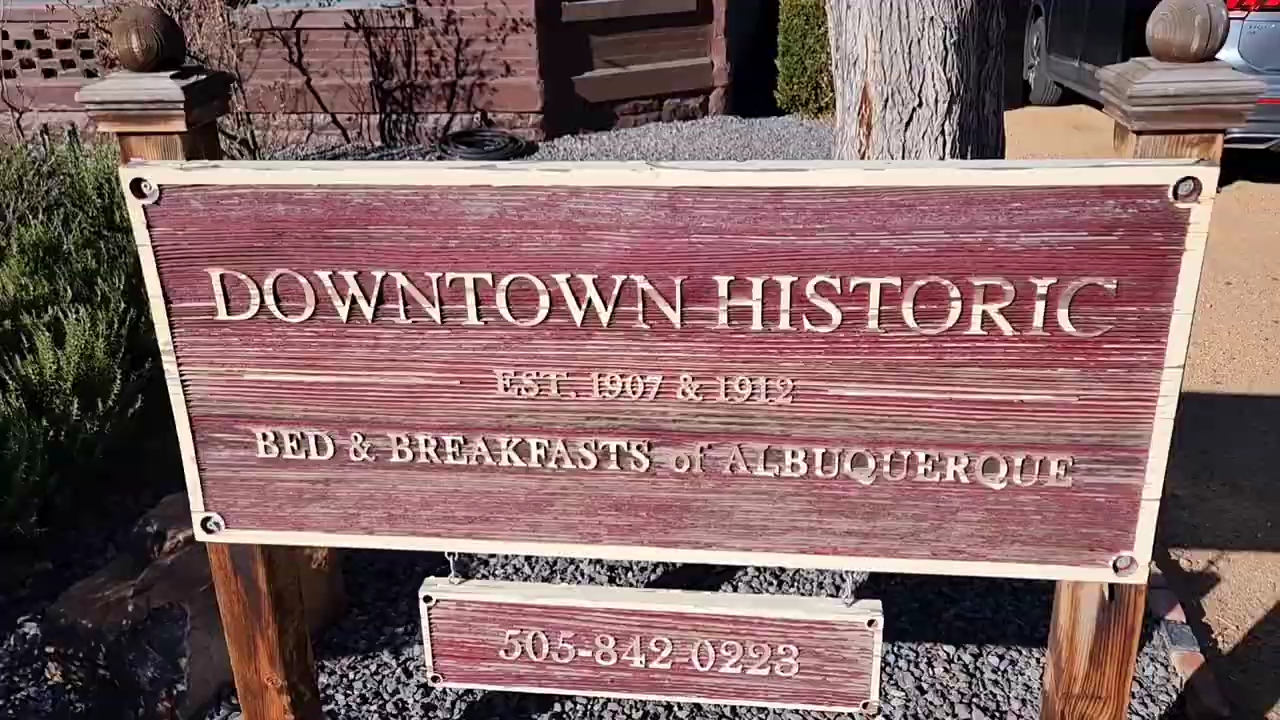 DOWNTOWN HISTORIC
EST. 1907 & 1912
BED & BREAKFASTS of ALBUQUERQUE
505-842-0223